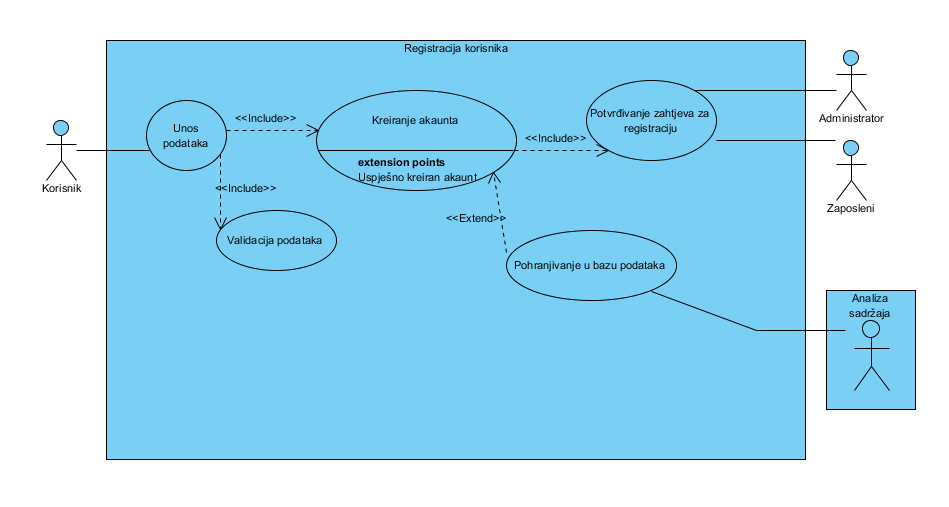 Registracija korisnika
Korisnik
Unos
podataka
<<Include>>
Kreiranje akaunta
extension points
Uspješno kreiran akaunt
<<Include>>
Potvrđivanje zahtjeva za
registraciju
Administrator
Zaposleni
<<Include>>
Validacija podataka
<<Extend>>
Pohranjivanje u bazu podataka
Analiza
sadržaja